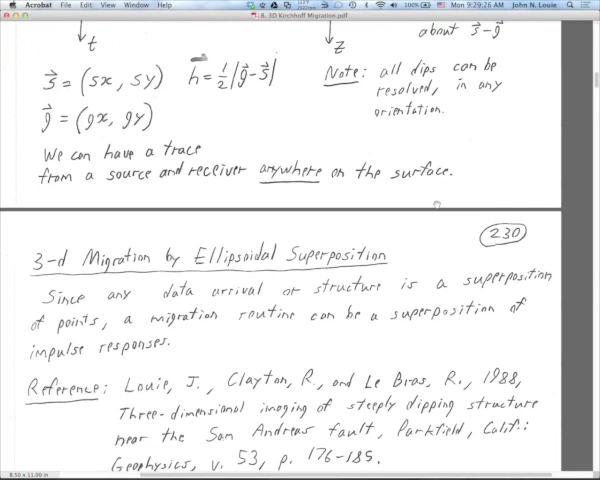 Acrobat File Edit View Window Help
100% Mon 9:29:26 AM John N. Louie
8. 3D Kirchhoff Migration.pdf
t
z
about s⃗-g⃗
s⃗ = (sx, sy) h = ½|g⃗-s⃗|
g⃗ = (gx, gy)
Note: all dips can be
resolved, in any
orientation.
We can have a trace
from a source and receiver anywhere on the surface.
230
3-d Migration by Ellipsoidal Superposition
Since any data arrival or structure is a superposition
of points, a migration routine can be a superposition of
impulse responses.
Reference: Louie, J., Clayton, R., and Le Bras, R., 1988,
Three-dimensional imaging of steeply dipping structure
near the San Andreas fault, Parkfield, Calif.:
Geophysics, v. 53, p. 176-185.
8.50 x 11.00 in